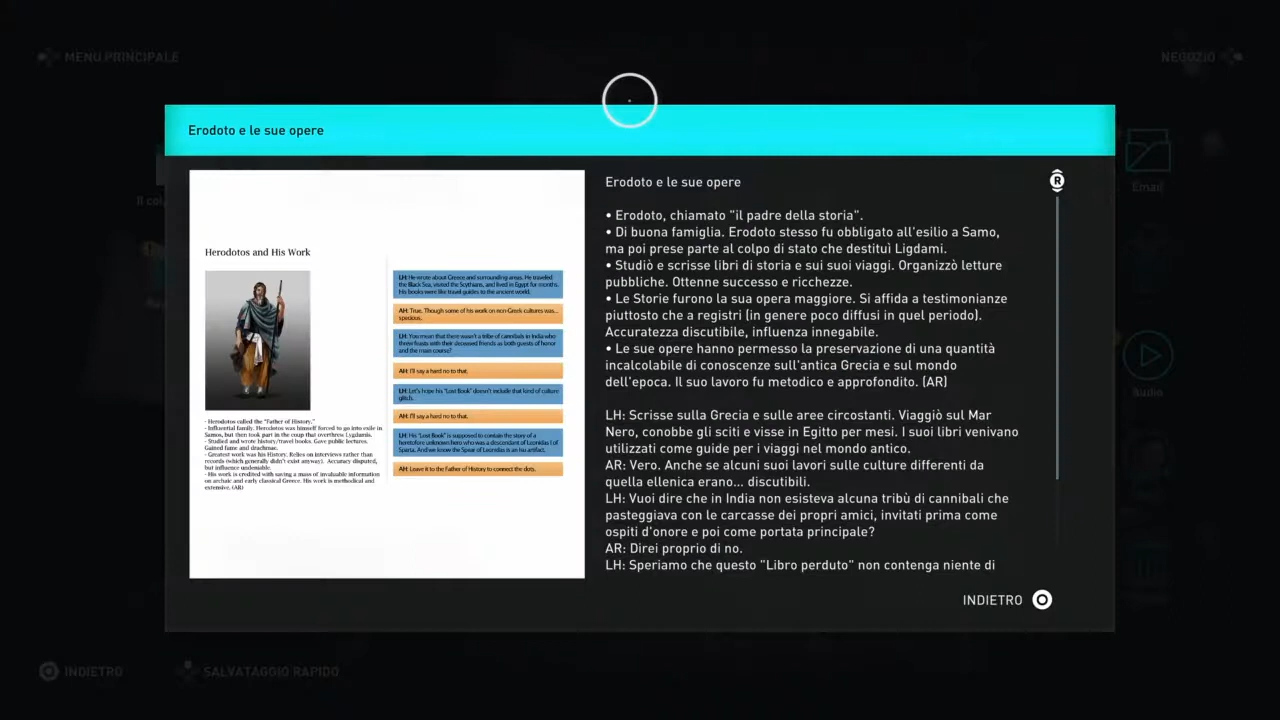 MENU PRINCIPALE
NEGOZIO
Erodoto e le sue opere
Email
Audio
Herodotos and His Work
- Herodotos called the "Father of History."
- Influential family. Herodotos was himself forced to go into exile in
Samos, but then took part in the coup that overthrew Lygdamis.
- Studied and wrote history/travel books. Gave public lectures.
Gained fame and drachmae.
- Greatest work was his History. Relies on interviews rather than
records (which generally didn't exist anyway). Accuracy disputed,
but influence undeniable.
- His work is credited with saving a mass of invaluable information
on archaic and early classical Greece. His work is methodical and
extensive. (AR)
LH: He wrote about Greece and surrounding areas. He traveled
the Black Sea, visited the Scythians, and lived in Egypt for months.
His books were like travel guides to the ancient world.
AH: True. Though some of his work on non-Greek cultures was...
specious.
LH: You mean that there wasn't a tribe of cannibals in India who
threw feasts with their deceased friends as both guests of honor
and the main course?
AH: I'll say a hard no to that.
LH: Let's hope his "Lost Book" doesn't include that kind of culture
glitch.
AH: I'll say a hard no to that.
LH: His "Lost Book" is supposed to contain the story of a
heretofore unknown hero who was a descendant of Leonidas I of
Sparta. And we know the Spear of Leonidas is an Isu artifact.
AH: Leave it to the Father of History to connect the dots.
Erodoto e le sue opere
R
• Erodoto, chiamato "il padre della storia".
• Di buona famiglia. Erodoto stesso fu obbligato all'esilio a Samo,
ma poi prese parte al colpo di stato che destituì Ligdami.
• Studiò e scrisse libri di storia e sui suoi viaggi. Organizzò letture
pubbliche. Ottenne successo e ricchezze.
• Le Storie furono la sua opera maggiore. Si affida a testimonianze
piuttosto che a registri (in genere poco diffusi in quel periodo).
Accuratezza discutibile, influenza innegabile.
• Le sue opere hanno permesso la preservazione di una quantità
incalcolabile di conoscenze sull'antica Grecia e sul mondo
dell'epoca. Il suo lavoro fu metodico e approfondito. (AR)
LH: Scrisse sulla Grecia e sulle aree circostanti. Viaggiò sul Mar
Nero, conobbe gli sciti e visse in Egitto per mesi. I suoi libri venivano
utilizzati come guide per i viaggi nel mondo antico.
AR: Vero. Anche se alcuni suoi lavori sulle culture differenti da
quella ellenica erano... discutibili.
LH: Vuoi dire che in India non esisteva alcuna tribù di cannibali che
pasteggiava con le carcasse dei propri amici, invitati prima come
ospiti d'onore e poi come portata principale?
AR: Direi proprio di no.
LH: Speriamo che questo "Libro perduto" non contenga niente di
INDIETRO
INDIETRO
SALVATAGGIO RAPIDO